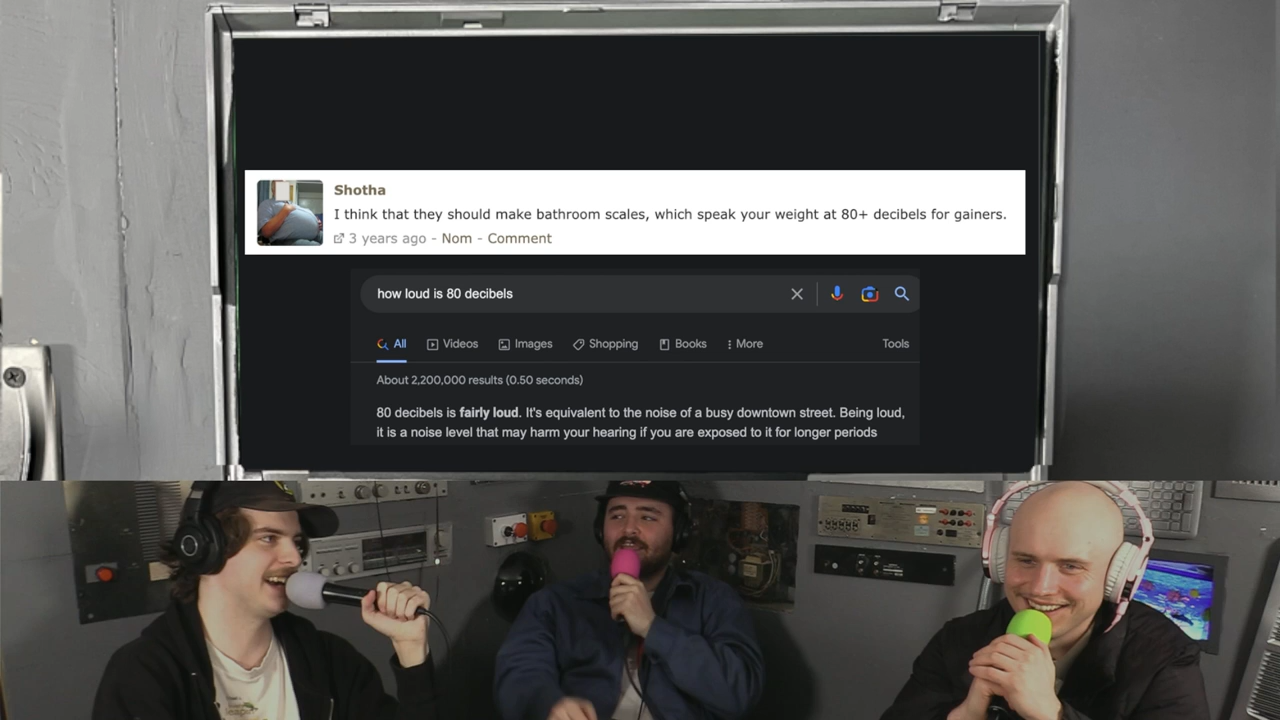 Shotha
I think that they should make bathroom scales, which speak your weight at 80+ decibels for gainers.
3 years ago - Nom - Comment
how loud is 80 decibels
All Videos Images Shopping Books More Tools
About 2,200,000 results (0.50 seconds)
80 decibels is fairly loud. It's equivalent to the noise of a busy downtown street. Being loud,
it is a noise level that may harm your hearing if you are exposed to it for longer periods